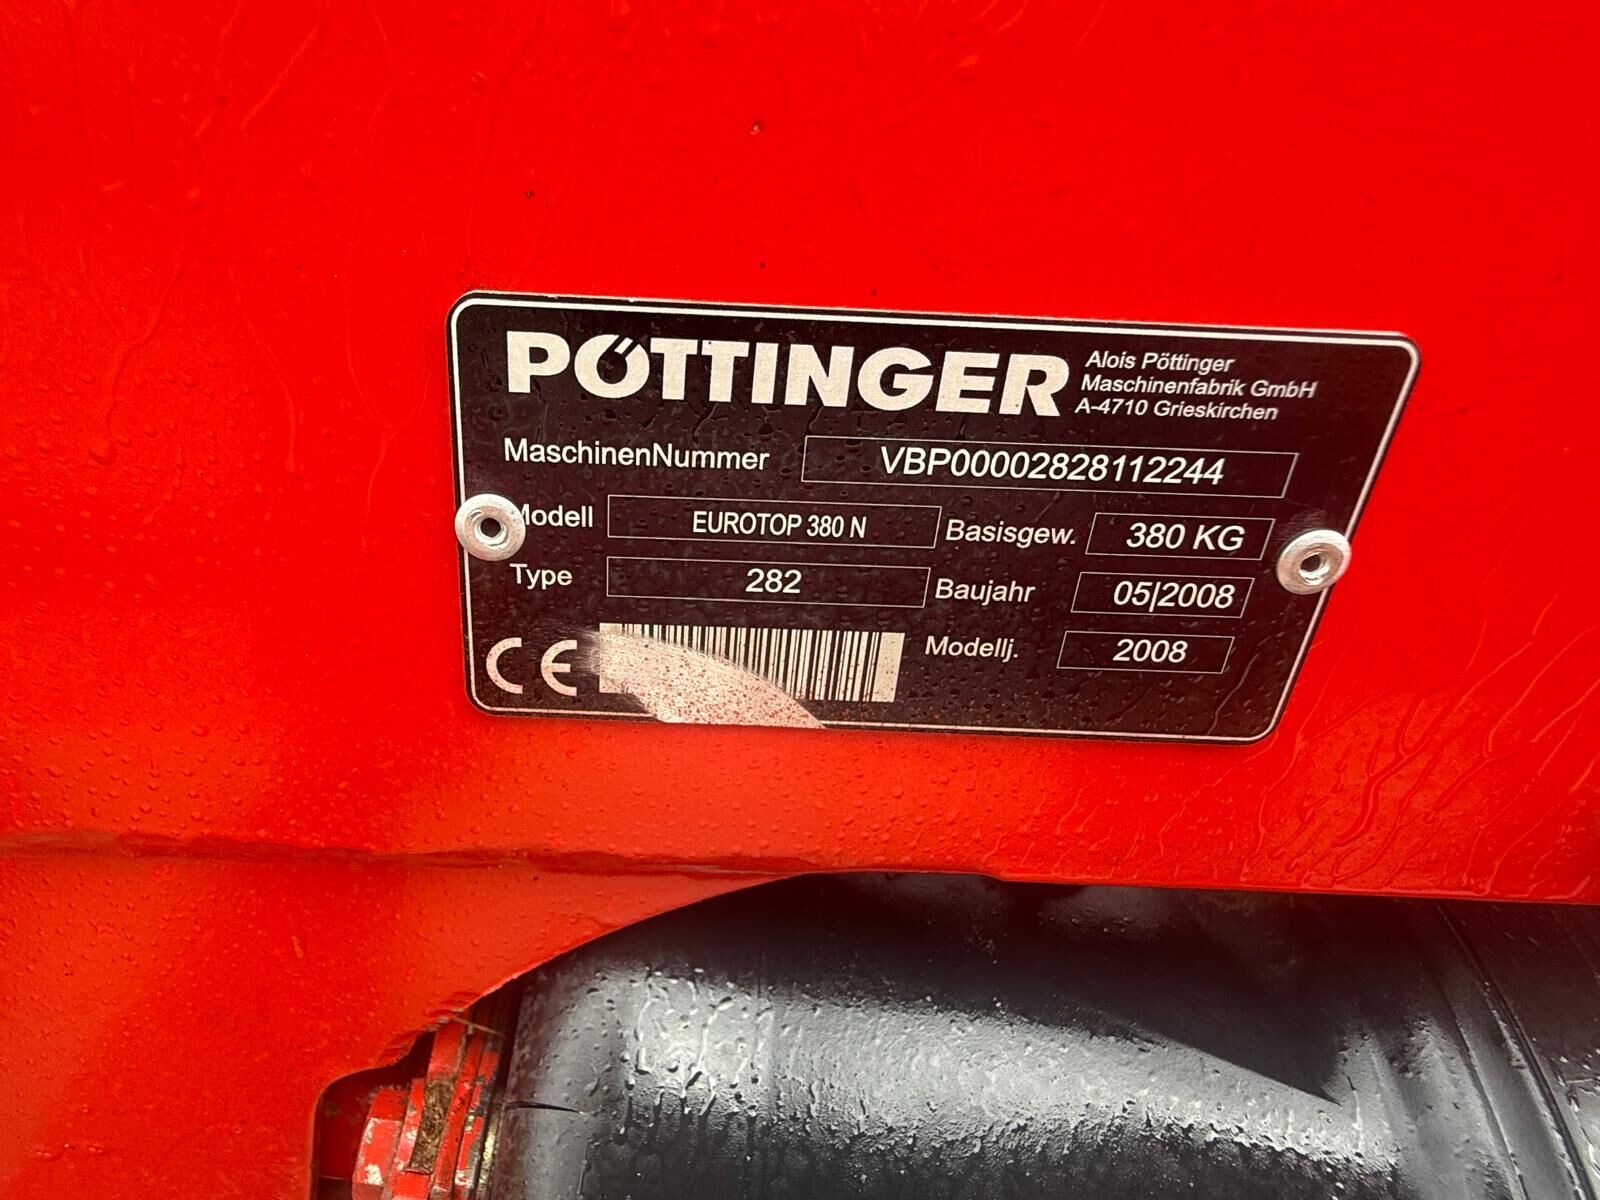 PÖTTINGER
Alois Pöttinger
Maschinenfabrik GmbH
A-4710 Grieskirchen
MaschinenNummer VBP00002828112244
Modell EUROTOP 380 N Basisgew. 380 KG
Type 282 Baujahr 05|2008
CE Modellj. 2008